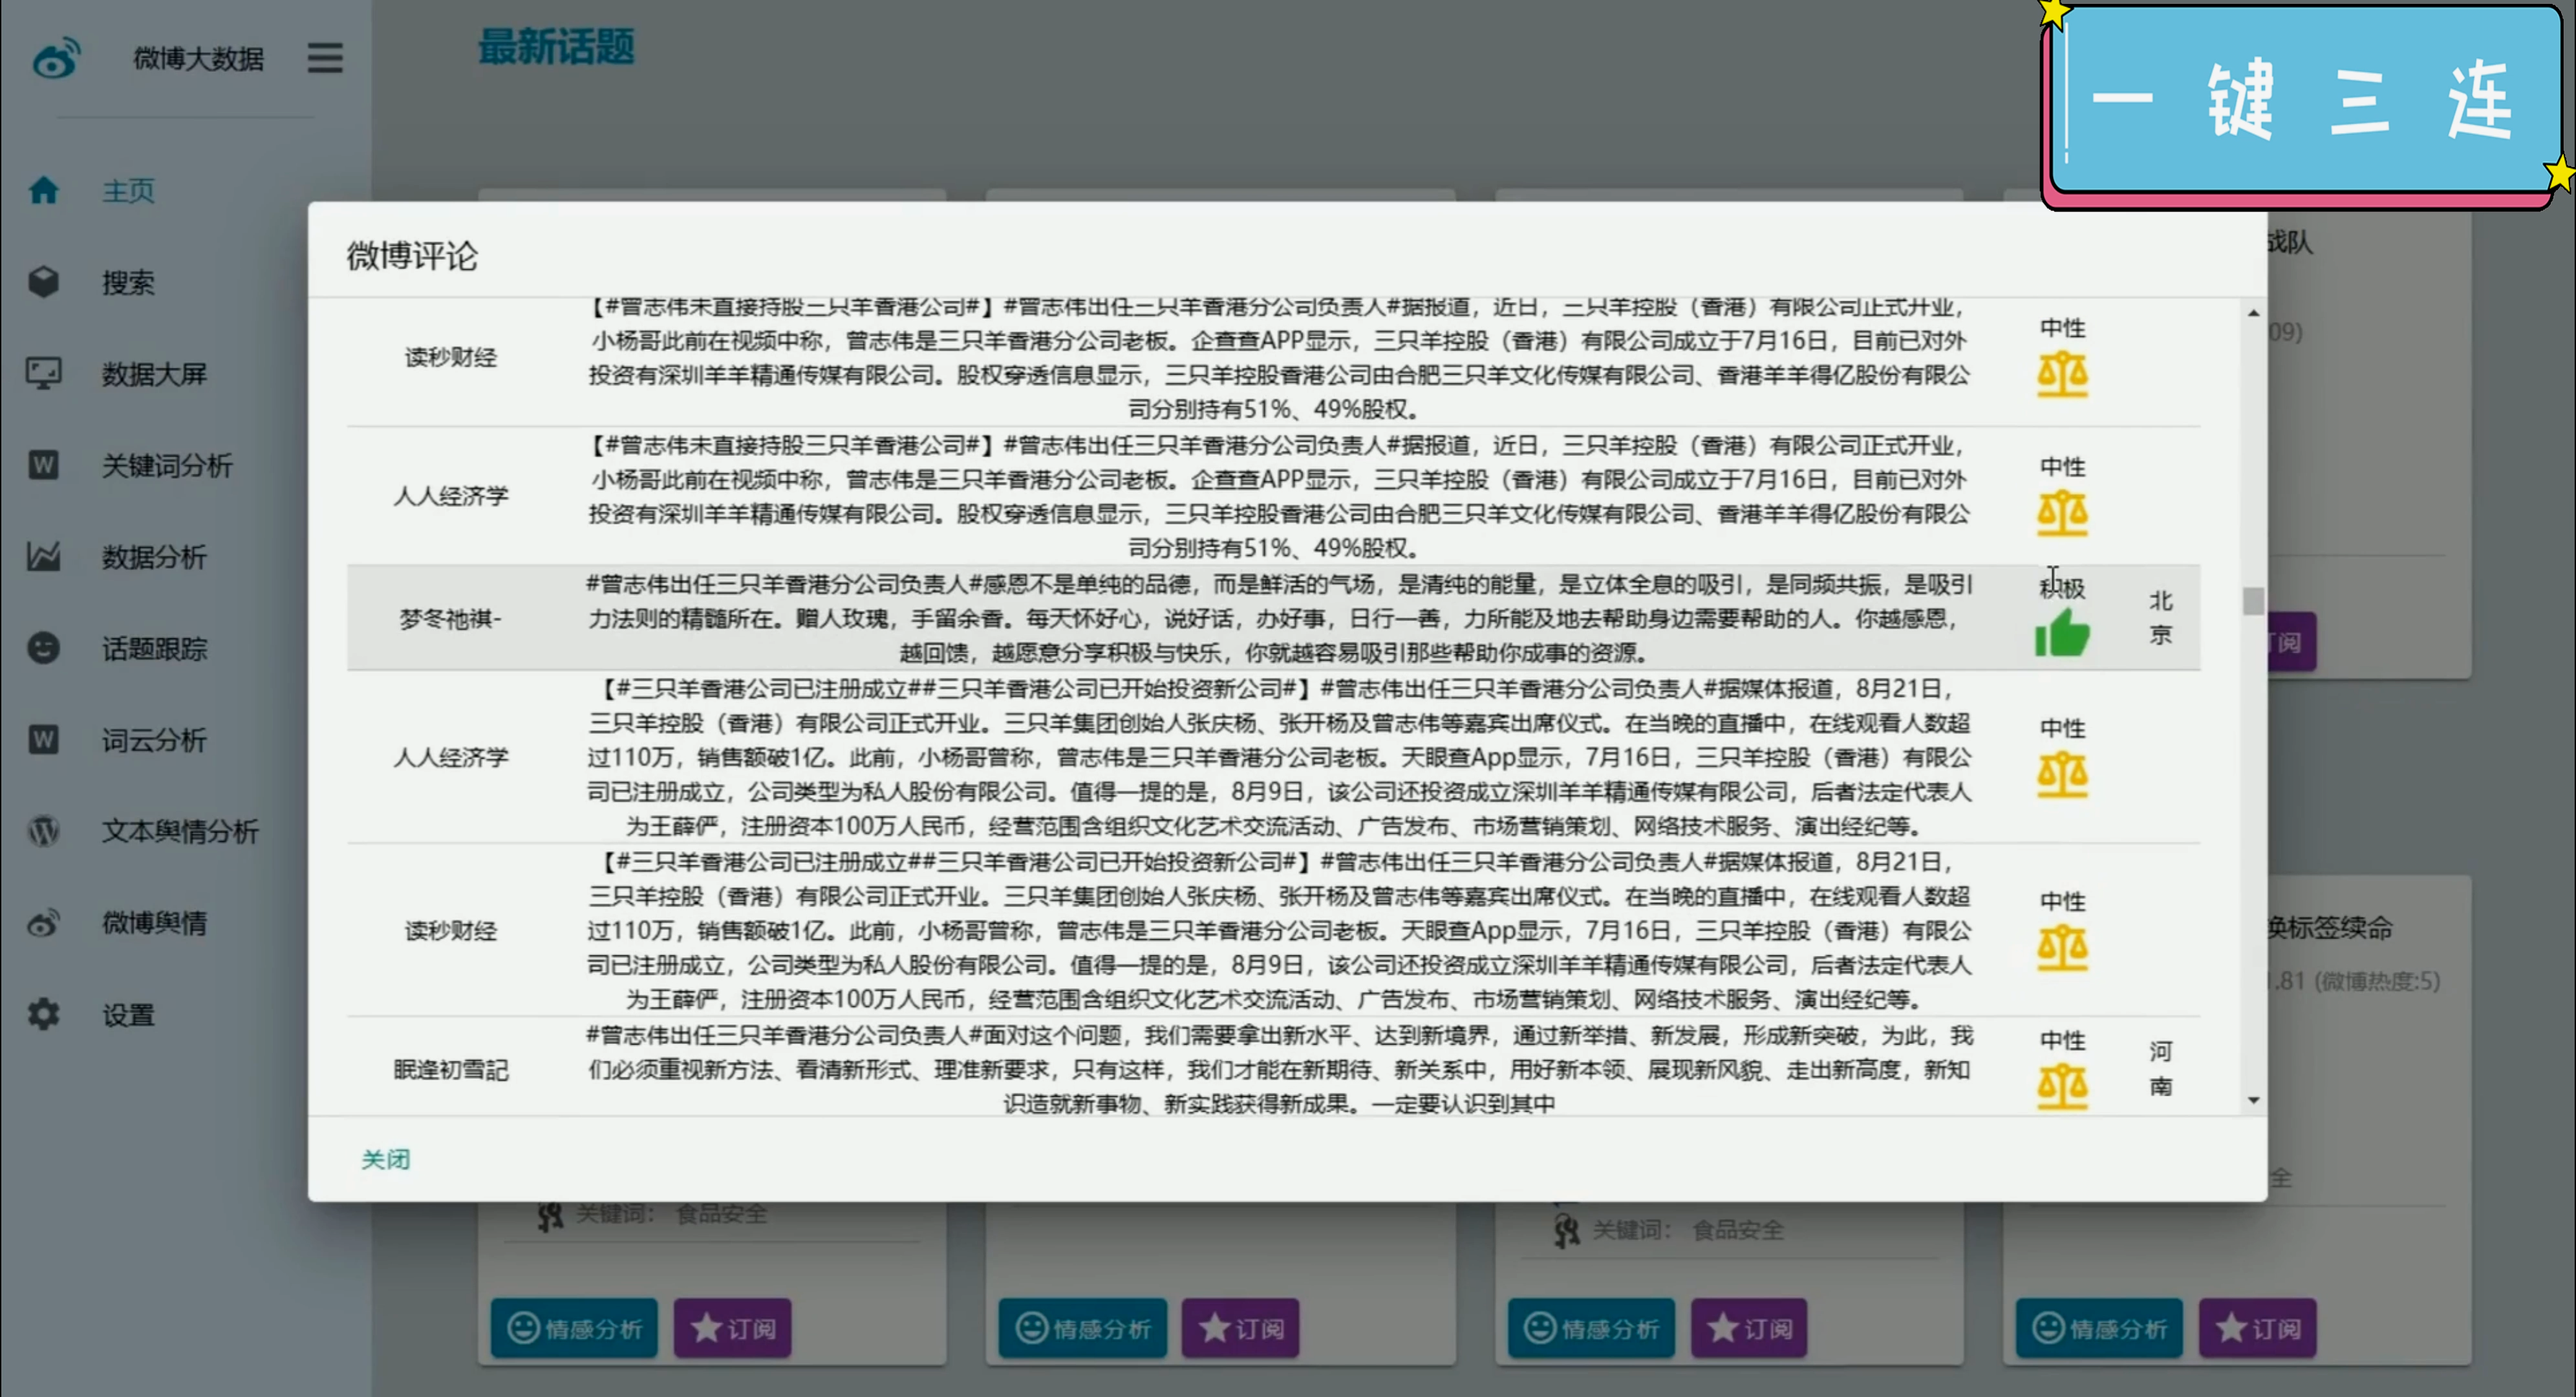 微博大数据
最新话题
一键三连
主页
搜索
数据大屏
关键词分析
数据分析
话题跟踪
词云分析
文本舆情分析
微博舆情
设置
战队
09)
订阅
微博评论
读秒财经
【#曾志伟未直接持股三只羊香港公司#】#曾志伟出任三只羊香港分公司负责人#据报道，近日，三只羊控股（香港）有限公司正式开业，
小杨哥此前在视频中称，曾志伟是三只羊香港分公司老板。企查查APP显示，三只羊控股（香港）有限公司成立于7月16日，目前已对外
投资有深圳羊羊精通传媒有限公司。股权穿透信息显示，三只羊控股香港公司由合肥三只羊文化传媒有限公司、香港羊羊得亿股份有限公
司分别持有51%、49%股权。
中性
人人经济学
【#曾志伟未直接持股三只羊香港公司#】#曾志伟出任三只羊香港分公司负责人#据报道，近日，三只羊控股（香港）有限公司正式开业，
小杨哥此前在视频中称，曾志伟是三只羊香港分公司老板。企查查APP显示，三只羊控股（香港）有限公司成立于7月16日，目前已对外
投资有深圳羊羊精通传媒有限公司。股权穿透信息显示，三只羊控股香港公司由合肥三只羊文化传媒有限公司、香港羊羊得亿股份有限公
司分别持有51%、49%股权。
中性
梦冬祂祺-
#曾志伟出任三只羊香港分公司负责人#感恩不是单纯的品德，而是鲜活的气场，是清纯的能量，是立体全息的吸引，是同频共振，是吸引
力法则的精髓所在。赠人玫瑰，手留余香。每天怀好心，说好话，办好事，日行一善，力所能及地去帮助身边需要帮助的人。你越感恩，
越回馈，越愿意分享积极与快乐，你就越容易吸引那些帮助你成事的资源。
积极
北
京
人人经济学
【#三只羊香港公司已注册成立##三只羊香港公司已开始投资新公司#】#曾志伟出任三只羊香港分公司负责人#据媒体报道，8月21日，
三只羊控股（香港）有限公司正式开业。三只羊集团创始人张庆杨、张开杨及曾志伟等嘉宾出席仪式。在当晚的直播中，在线观看人数超
过110万，销售额破1亿。此前，小杨哥曾称，曾志伟是三只羊香港分公司老板。天眼查App显示，7月16日，三只羊控股（香港）有限公
司已注册成立，公司类型为私人股份有限公司。值得一提的是，8月9日，该公司还投资成立深圳羊羊精通传媒有限公司，后者法定代表人
为王薛俨，注册资本100万人民币，经营范围含组织文化艺术交流活动、广告发布、市场营销策划、网络技术服务、演出经纪等。
中性
读秒财经
【#三只羊香港公司已注册成立##三只羊香港公司已开始投资新公司#】#曾志伟出任三只羊香港分公司负责人#据媒体报道，8月21日，
三只羊控股（香港）有限公司正式开业。三只羊集团创始人张庆杨、张开杨及曾志伟等嘉宾出席仪式。在当晚的直播中，在线观看人数超
过110万，销售额破1亿。此前，小杨哥曾称，曾志伟是三只羊香港分公司老板。天眼查App显示，7月16日，三只羊控股（香港）有限公
司已注册成立，公司类型为私人股份有限公司。值得一提的是，8月9日，该公司还投资成立深圳羊羊精通传媒有限公司，后者法定代表人
为王薛俨，注册资本100万人民币，经营范围含组织文化艺术交流活动、广告发布、市场营销策划、网络技术服务、演出经纪等。
中性
眠逢初雪記
#曾志伟出任三只羊香港分公司负责人#面对这个问题，我们需要拿出新水平、达到新境界，通过新举措、新发展，形成新突破，为此，我
们必须重视新方法、看清新形式、理准新要求，只有这样，我们才能在新期待、新关系中，用好新本领、展现新风貌、走出新高度，新知
识造就新事物、新实践获得新成果。一定要认识到其中
中性
河
南
关闭
换标签续命
.81 (微博热度:5)
全
关键词： 食品安全
关键词： 食品安全
情感分析 订阅
情感分析 订阅
情感分析 订阅
情感分析 订阅